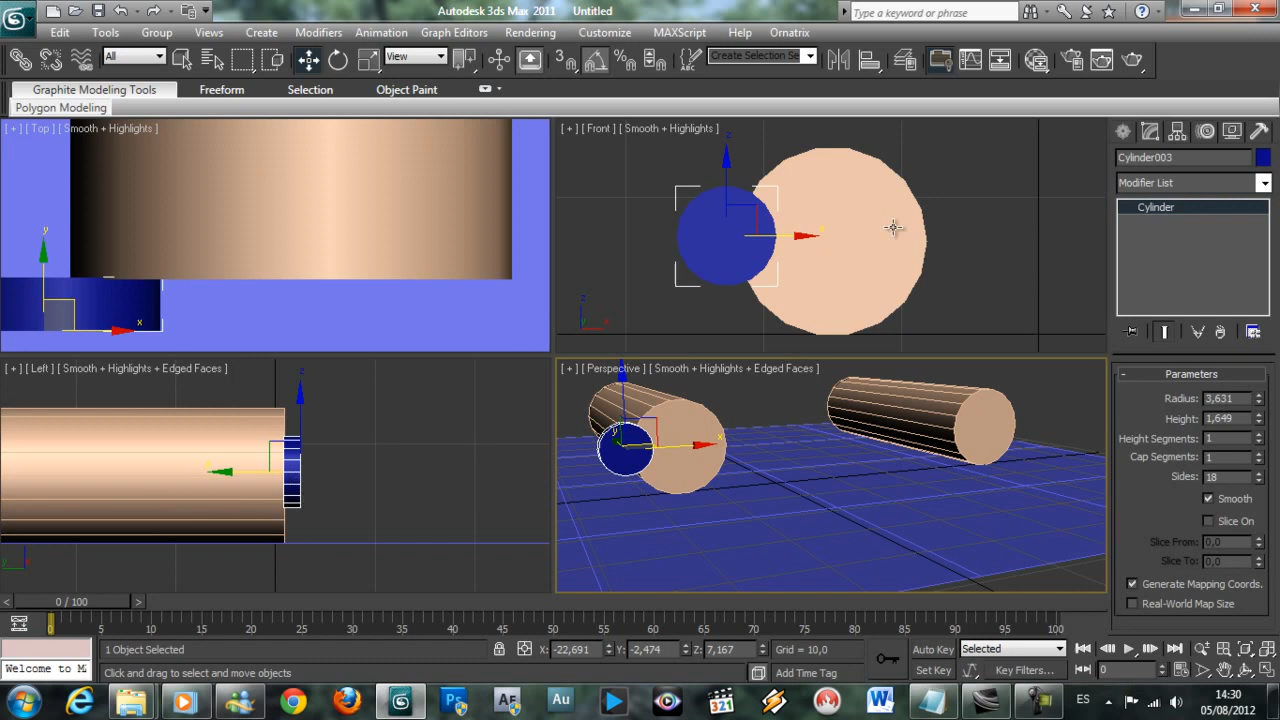 Autodesk 3ds Max 2011 Untitled
Type a keyword or phrase
Edit Tools Group Views Create Modifiers Animation Graph Editors Rendering Customize MAXScript Help Ornatrix
All View 3 Create Selection Se
Graphite Modeling Tools Freeform Selection Object Paint
Polygon Modeling
[ + ] [ Top ] [ Smooth + Highlights ]
[ + ] [ Front ] [ Smooth + Highlights ]
Cylinder003
Modifier List
Cylinder
y
x
z
x
z
x
[ + ] [ Left ] [ Smooth + Highlights + Edged Faces ]
[ + ] [ Perspective ] [ Smooth + Highlights + Edged Faces ]
z
y
x
Parameters
Radius: 3,631
Height: 1,649
Height Segments: 1
Cap Segments: 1
Sides: 18
Smooth
Slice On
Slice From: 0,0
Slice To: 0,0
Generate Mapping Coords.
Real-World Map Size
0 / 100
0 5 10 15 20 25 30 35 40 45 50 55 60 65 70 75 80 85 90 95 100
1 Object Selected X: -22,691 Y: -2,474 Z: 7,167 Grid = 10,0 Auto Key Selected
Welcome to M Click and drag to select and move objects Add Time Tag Set Key Key Filters... 0
Ps AF Au 321 W ES 14:30
05/08/2012